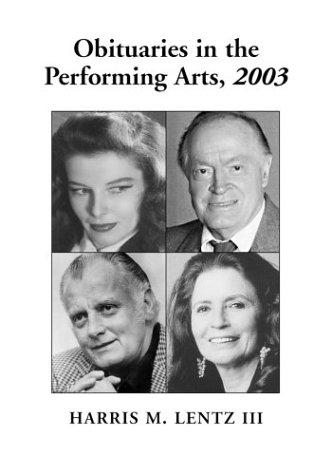 Obituaries in the
Performing Arts, 2003
HARRIS M. LENTZ III